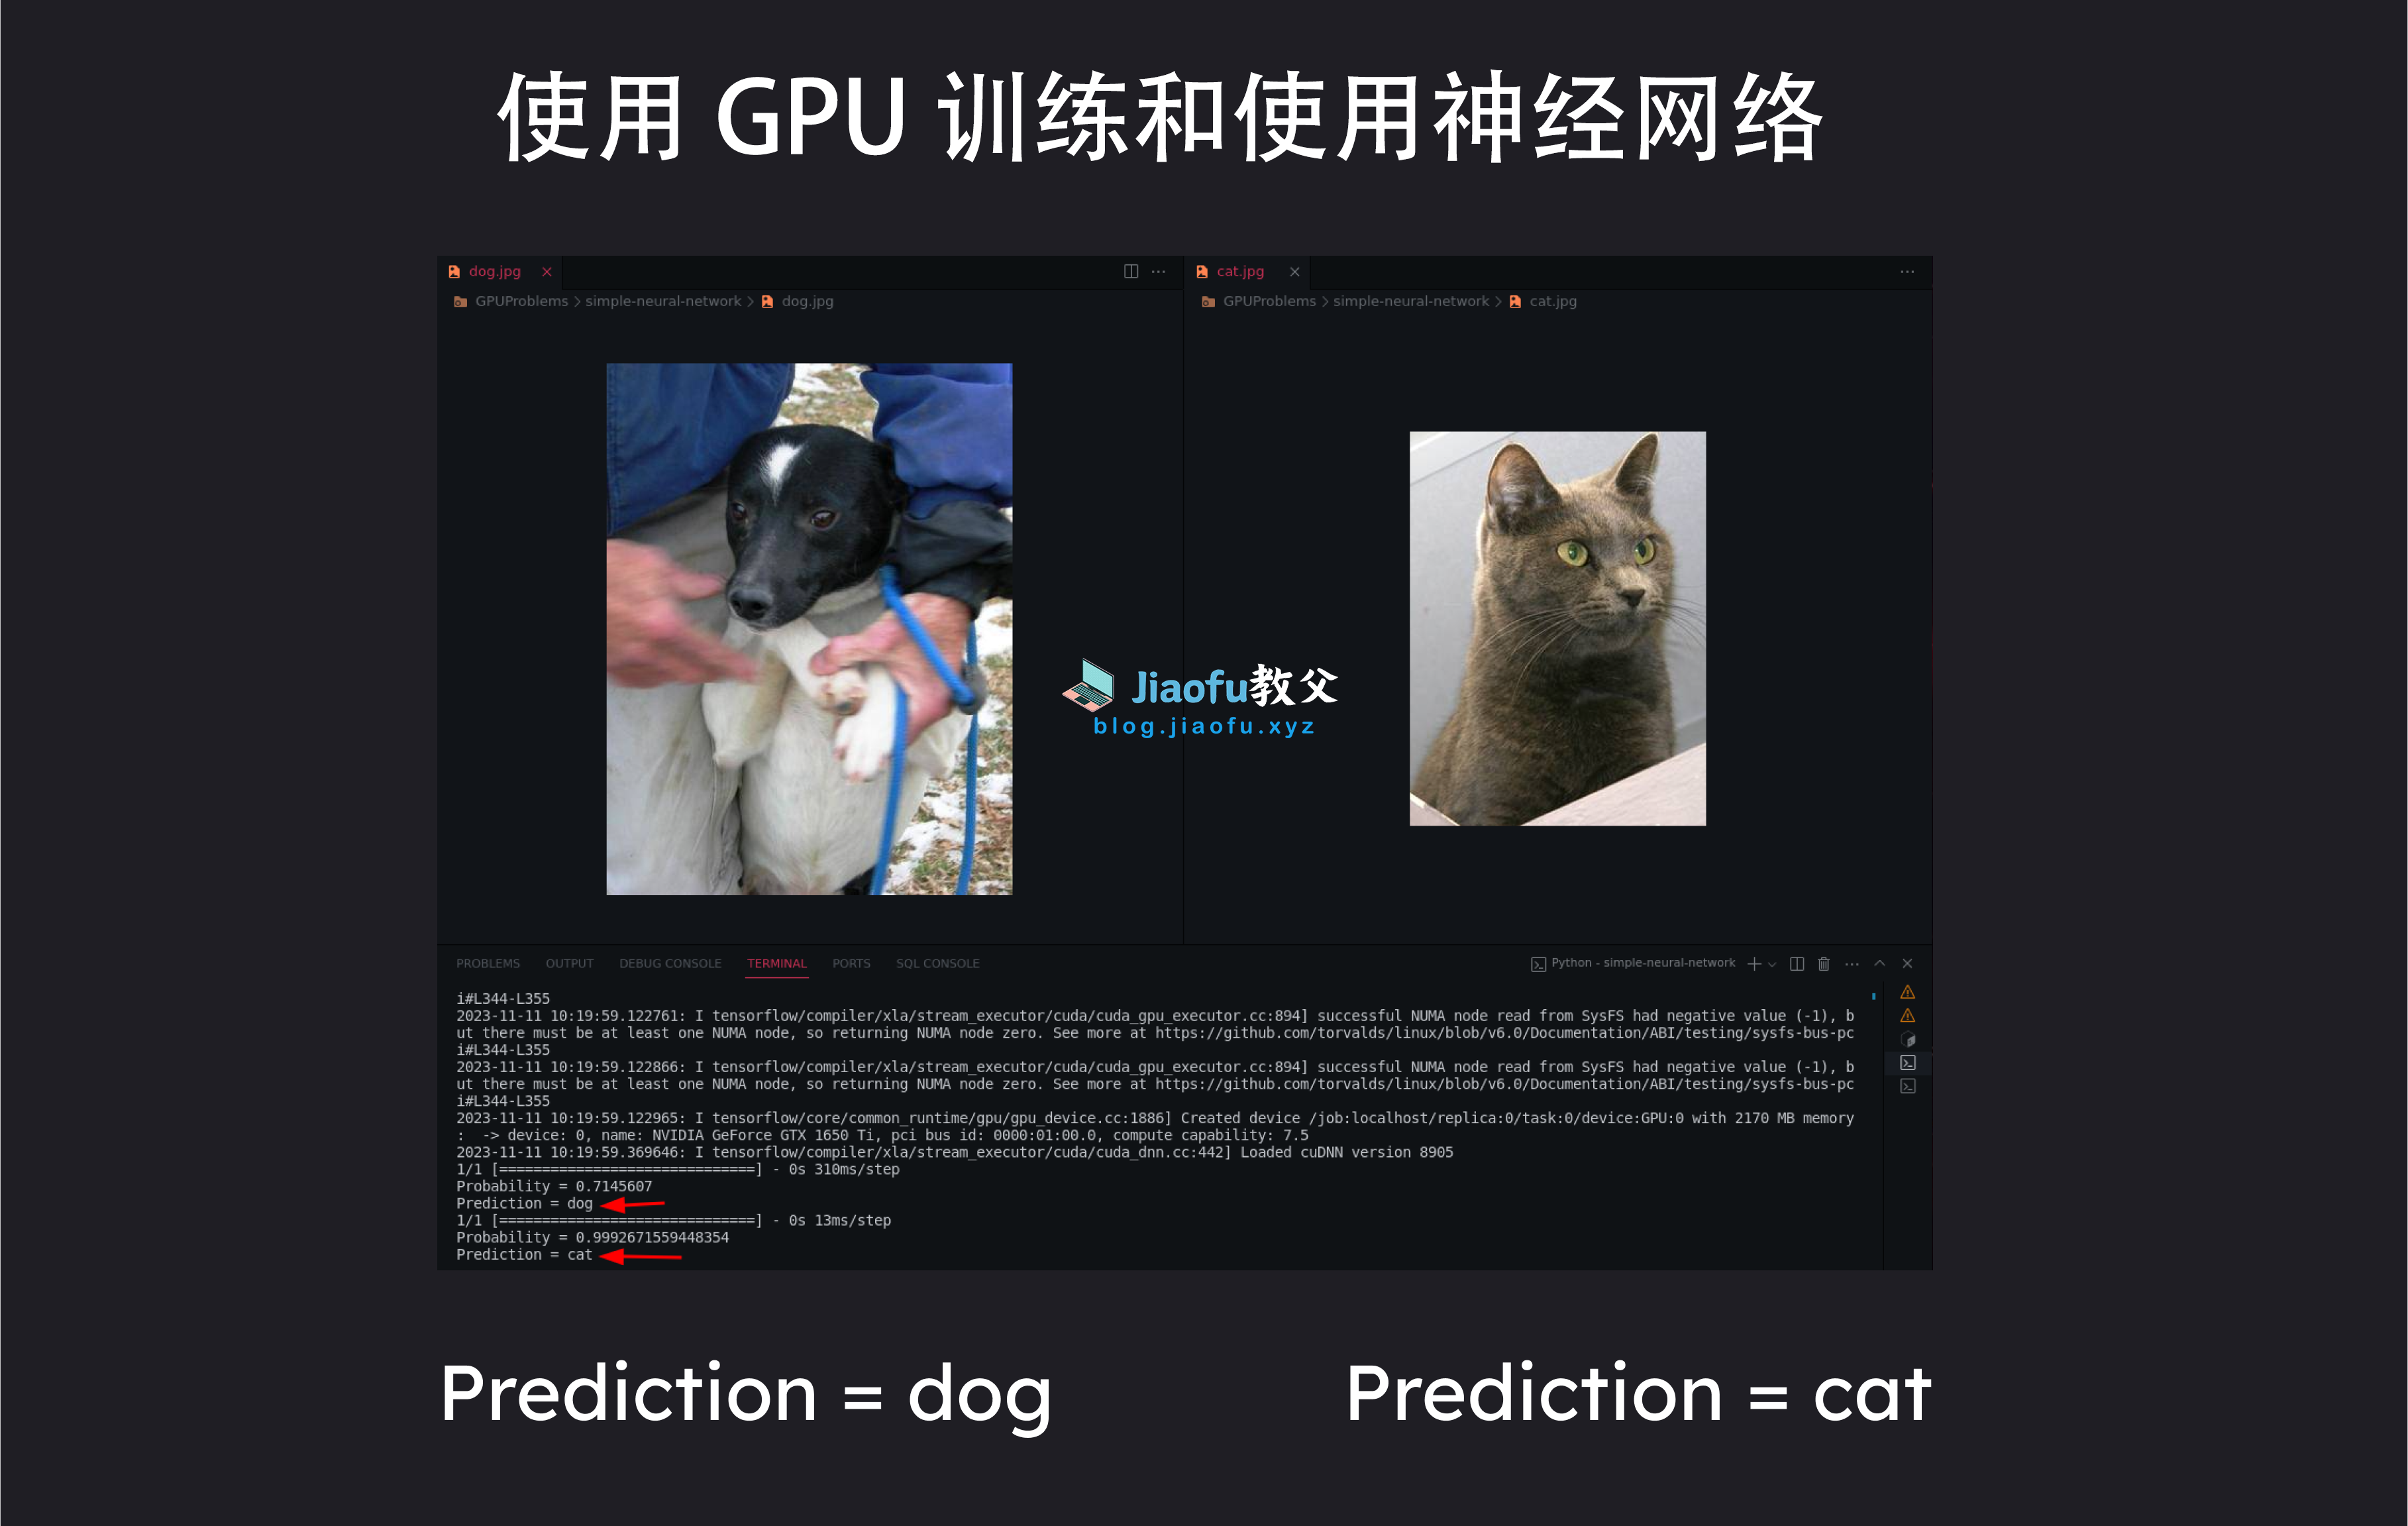 使用 GPU 训练和使用神经网络
dog.jpg
cat.jpg
GPUProblems > simple-neural-network > dog.jpg
GPUProblems > simple-neural-network > cat.jpg
Jiaofu教父
blog.jiaofu.xyz
PROBLEMS OUTPUT DEBUG CONSOLE TERMINAL PORTS SQL CONSOLE
Python - simple-neural-network
i#L344-L355
2023-11-11 10:19:59.122761: I tensorflow/compiler/xla/stream_executor/cuda/cuda_gpu_executor.cc:894] successful NUMA node read from SysFS had negative value (-1), b
ut there must be at least one NUMA node, so returning NUMA node zero. See more at https://github.com/torvalds/linux/blob/v6.0/Documentation/ABI/testing/sysfs-bus-pc
i#L344-L355
2023-11-11 10:19:59.122866: I tensorflow/compiler/xla/stream_executor/cuda/cuda_gpu_executor.cc:894] successful NUMA node read from SysFS had negative value (-1), b
ut there must be at least one NUMA node, so returning NUMA node zero. See more at https://github.com/torvalds/linux/blob/v6.0/Documentation/ABI/testing/sysfs-bus-pc
i#L344-L355
2023-11-11 10:19:59.122965: I tensorflow/core/common_runtime/gpu/gpu_device.cc:1886] Created device /job:localhost/replica:0/task:0/device:GPU:0 with 2170 MB memory
:  -> device: 0, name: NVIDIA GeForce GTX 1650 Ti, pci bus id: 0000:01:00.0, compute capability: 7.5
2023-11-11 10:19:59.369646: I tensorflow/compiler/xla/stream_executor/cuda/cuda_dnn.cc:442] Loaded cuDNN version 8905
1/1 [==============================] - 0s 310ms/step
Probability = 0.7145607
Prediction = dog
1/1 [==============================] - 0s 13ms/step
Probability = 0.9992671559448354
Prediction = cat
Prediction = dog
Prediction = cat